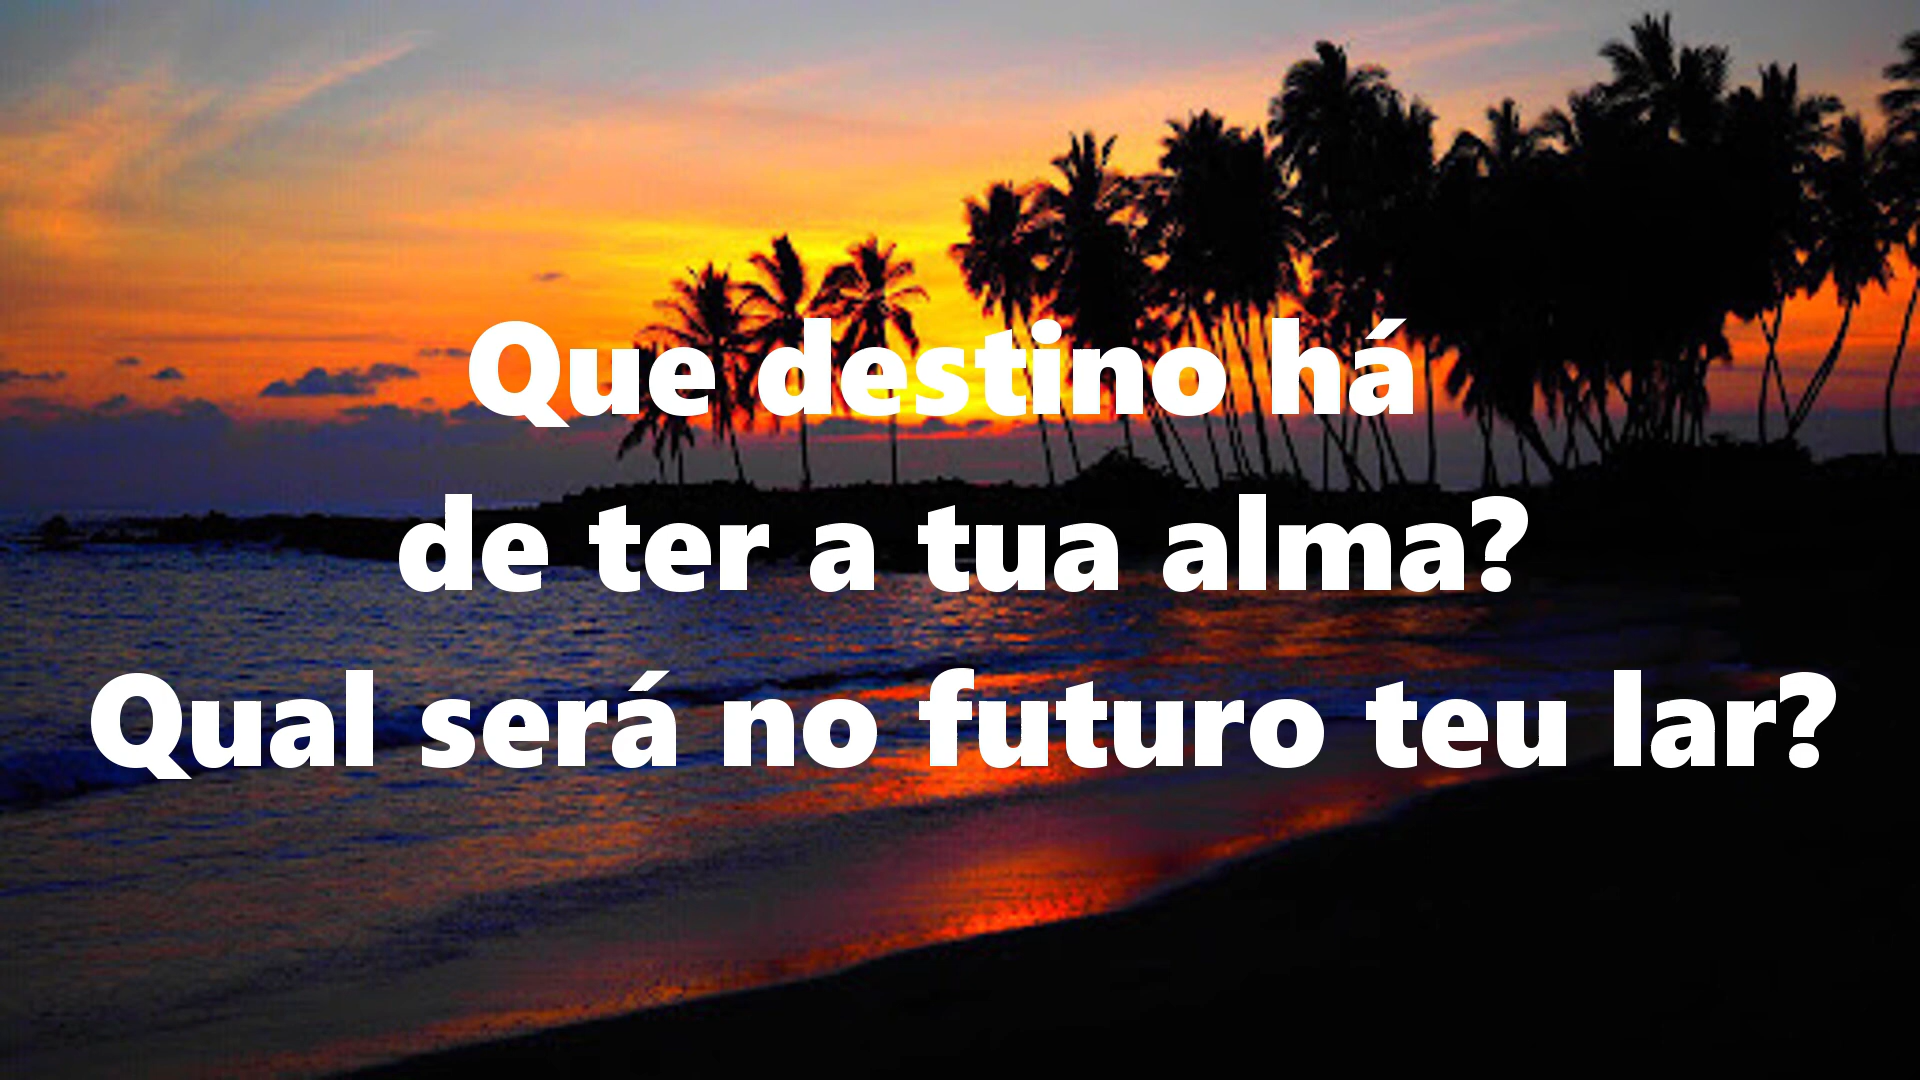 Que destino há
de ter a tua alma?
Qual será no futuro teu lar?